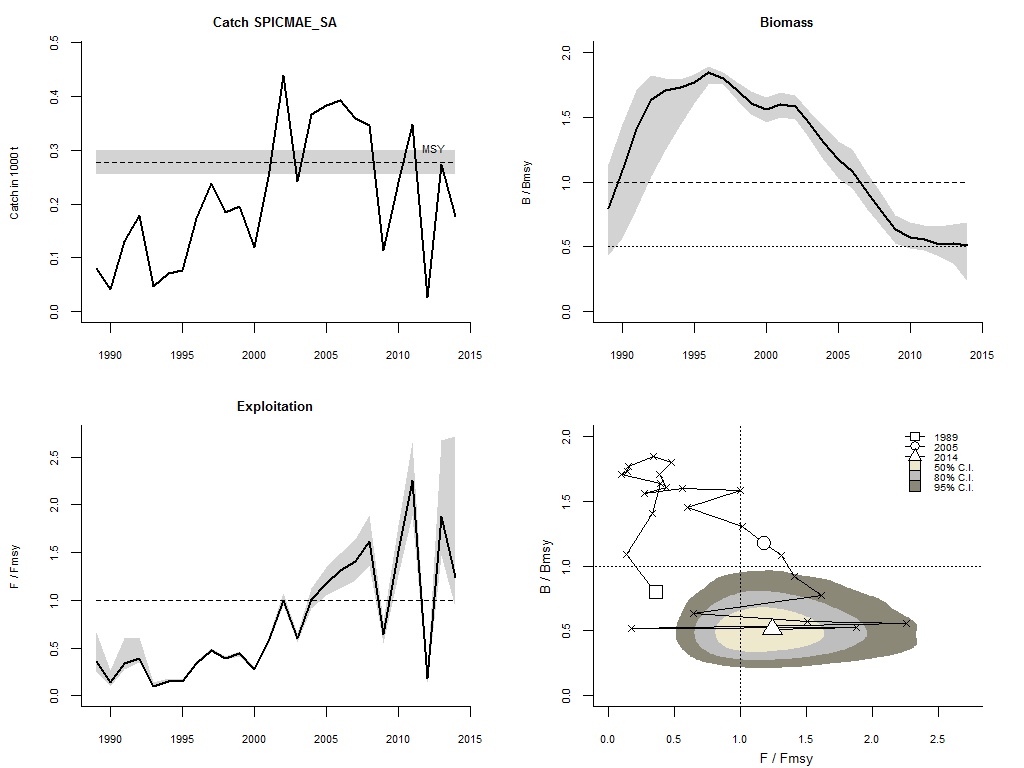 Catch SPICMAE_SA
Catch in 1000 t
0.0 0.1 0.2 0.3 0.4 0.5
MSY
1990 1995 2000 2005 2010 2015
Biomass
B / Bmsy
0.0 0.5 1.0 1.5 2.0
1990 1995 2000 2005 2010 2015
Exploitation
F / Fmsy
0.0 0.5 1.0 1.5 2.0 2.5
1990 1995 2000 2005 2010 2015
B / Bmsy
0.0 0.5 1.0 1.5 2.0
1989
2005
2014
50% C.I.
80% C.I.
95% C.I.
0.0 0.5 1.0 1.5 2.0 2.5
F / Fmsy